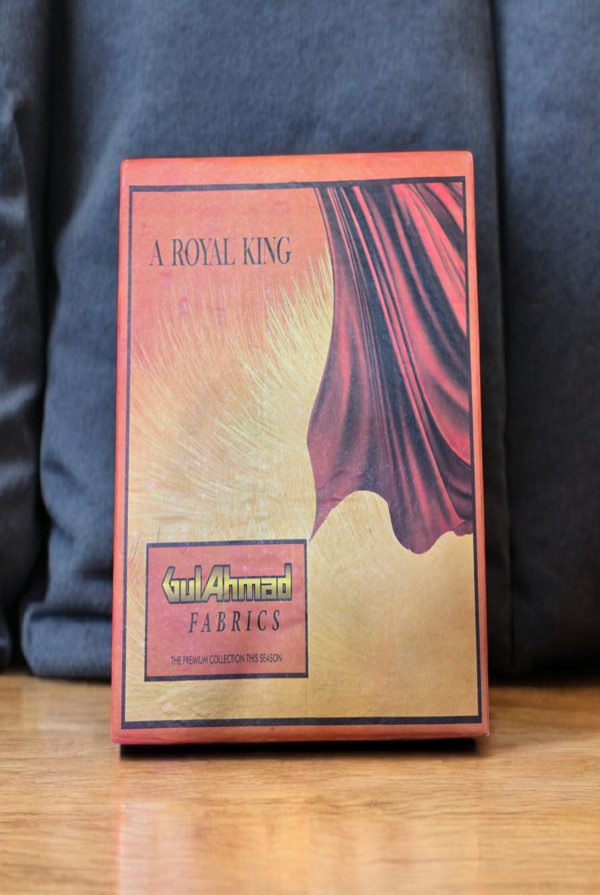 A ROYAL KING
GulAhmad
FABRICS
THE PREMIUM COLLECTION THIS SEASON